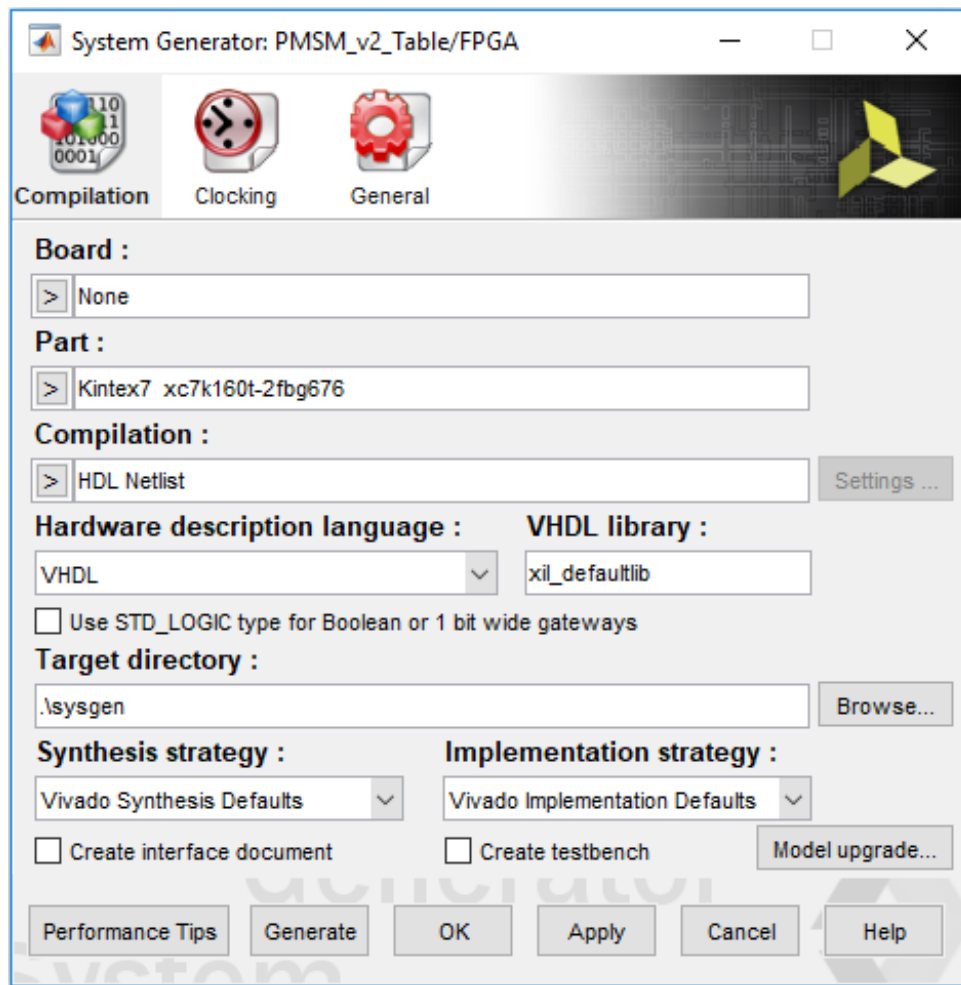 System Generator: PMSM_v2_Table/FPGA
Compilation Clocking General
Board :
> None
Part :
> Kintex7 xc7k160t-2fbg676
Compilation :
> HDL Netlist Settings ...
Hardware description language : VHDL library :
VHDL xil_defaultlib
Use STD_LOGIC type for Boolean or 1 bit wide gateways
Target directory :
.\sysgen Browse...
Synthesis strategy : Implementation strategy :
Vivado Synthesis Defaults Vivado Implementation Defaults
Create interface document Create testbench Model upgrade...
Generator
Performance Tips Generate OK Apply Cancel Help
System